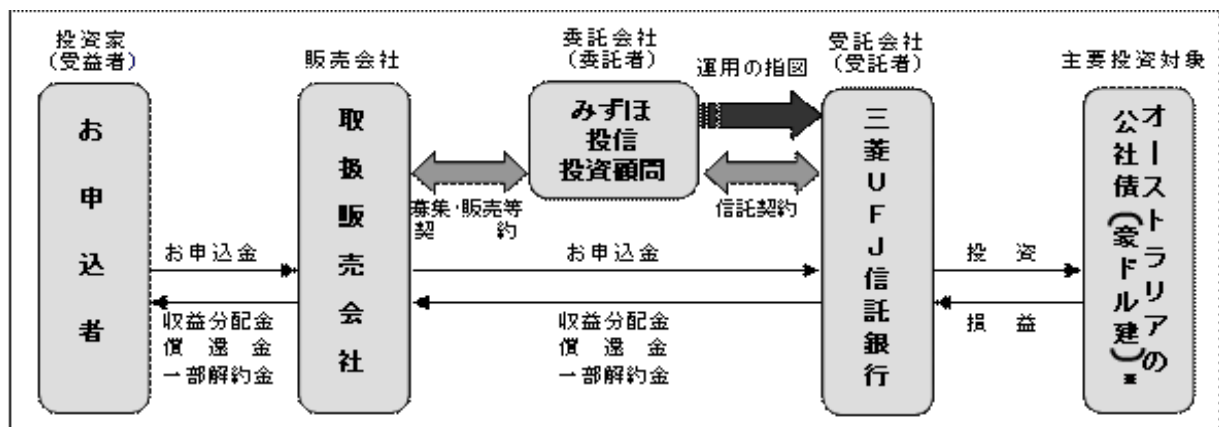 投資家
（受益者）
お申込者
販売会社
取扱販売会社
委託会社
（委託者）
みずほ
投信
投資顧問
運用の指図
募集・販売等
契約
信託契約
受託会社
（受託者）
三菱UFJ信託銀行
主要投資対象
オーストラリアの
公社債（豪ドル建）※
お申込金
収益分配金
償還金
一部解約金
お申込金
収益分配金
償還金
一部解約金
投資
損益